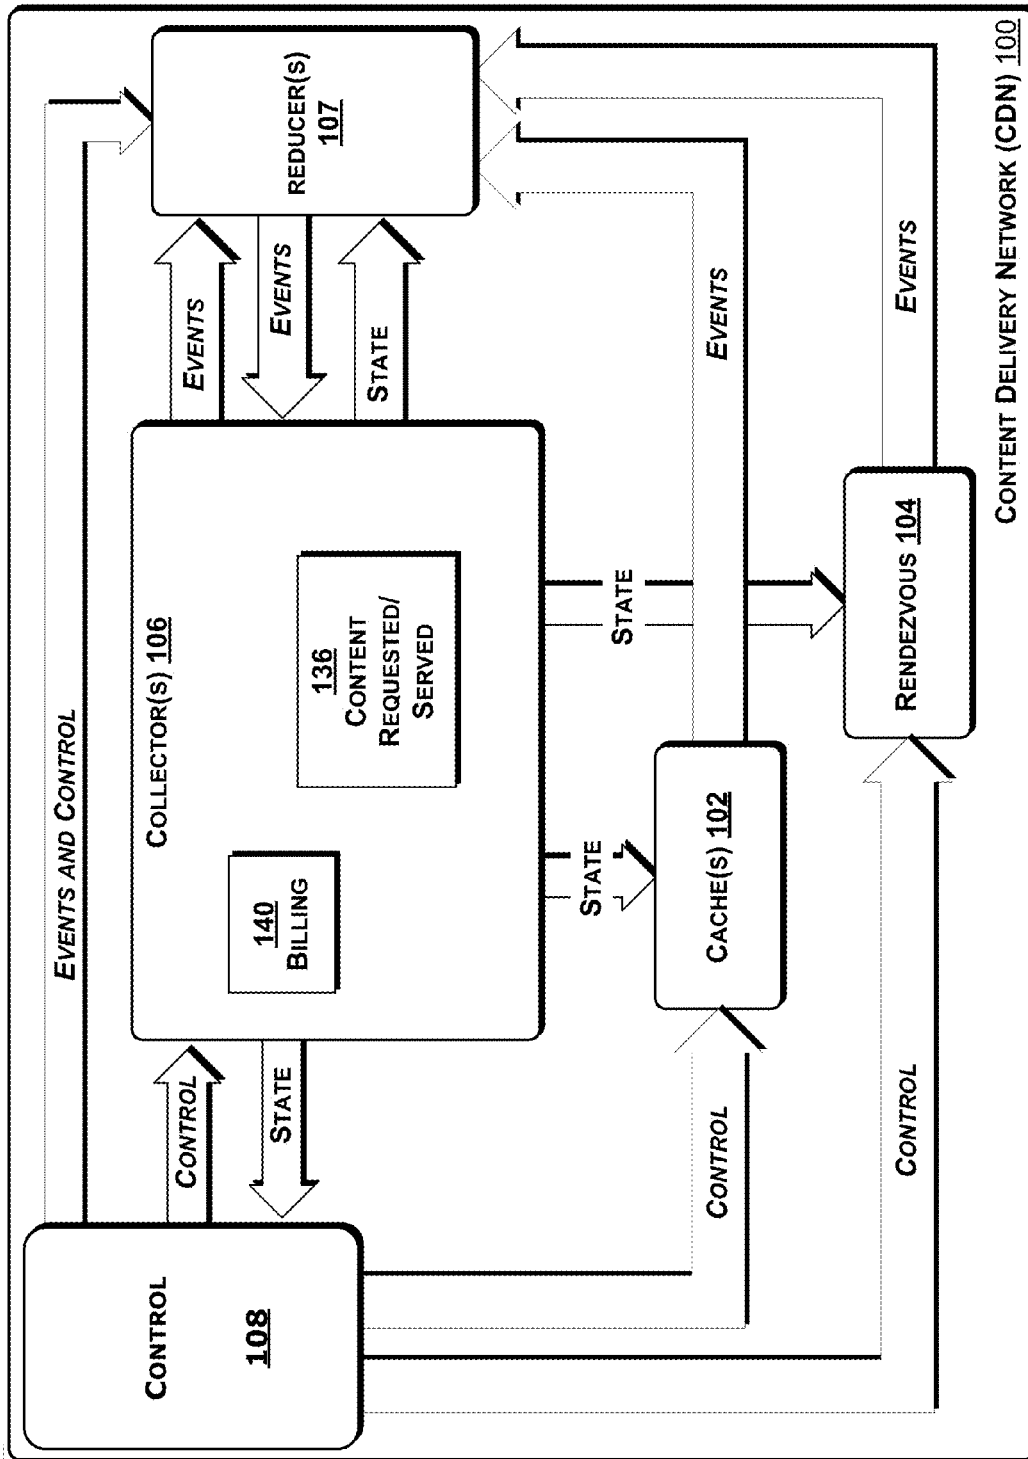 EVENTS AND CONTROL
CONTROL
108
CONTROL
STATE
COLLECTOR(S) 106
140
BILLING
136
CONTENT
REQUESTED/
SERVED
EVENTS
EVENTS
STATE
REDUCER(S)
107
STATE
STATE
CACHE(S) 102
CONTROL
EVENTS
RENDEZVOUS 104
CONTROL
EVENTS
CONTENT DELIVERY NETWORK (CDN) 100